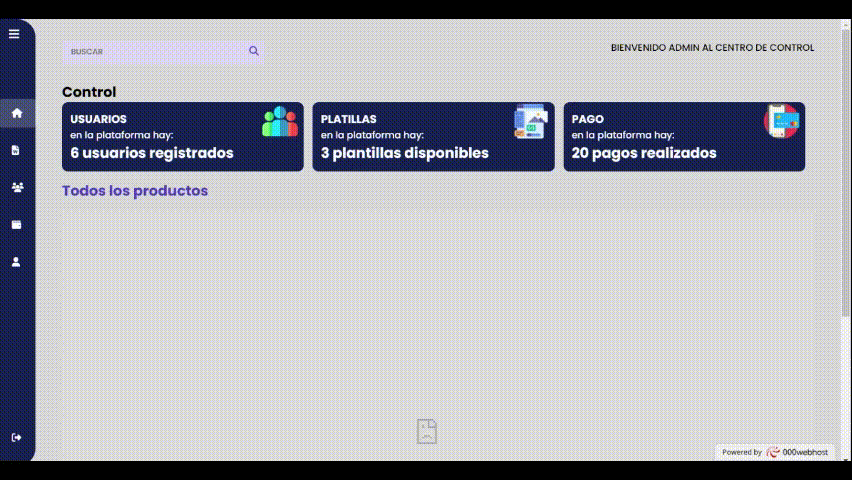 BUSCAR
BIENVENIDO ADMIN AL CENTRO DE CONTROL
Control
USUARIOS
en la plataforma hay:
6 usuarios registrados
PLATILLAS
en la plataforma hay:
3 plantillas disponibles
PAGO
en la plataforma hay:
20 pagos realizados
Todos los productos
Powered by 000webhost